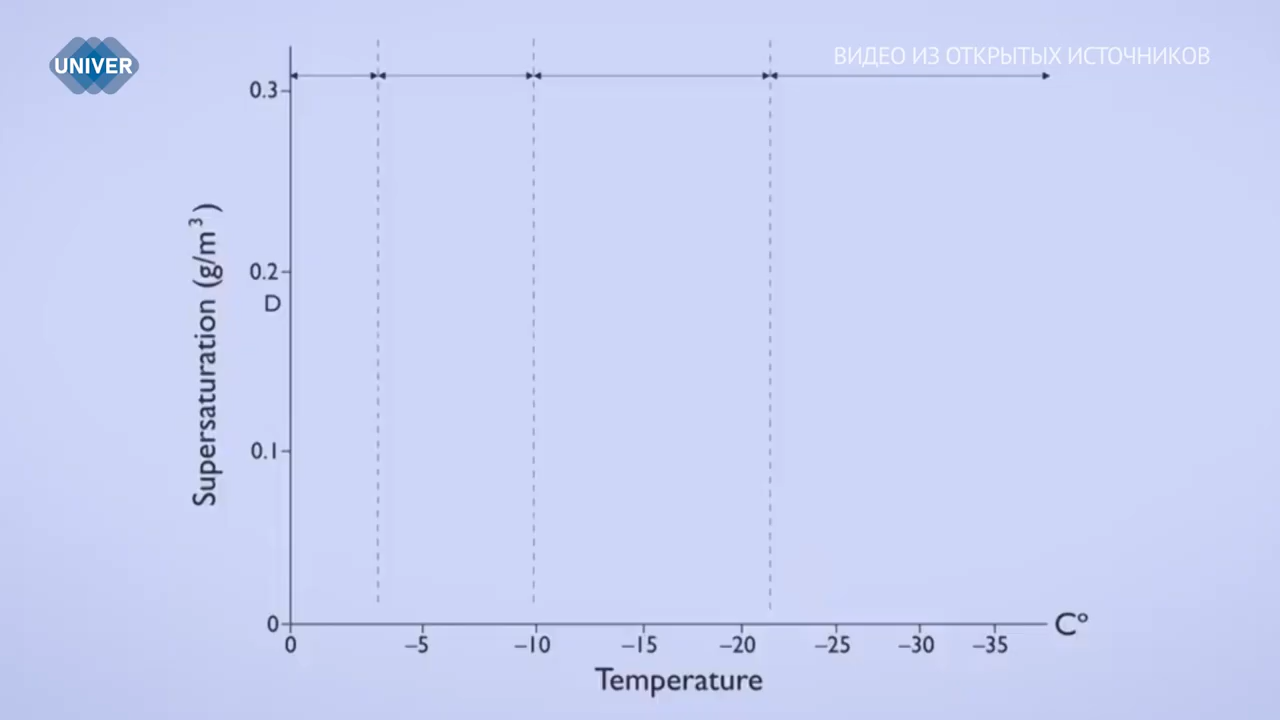 UNIVER
ВИДЕО ИЗ ОТКРЫТЫХ ИСТОЧНИКОВ
Supersaturation (g/m³)
0.3
0.2
D
0.1
0
0 –5 –10 –15 –20 –25 –30 –35
C°
Temperature